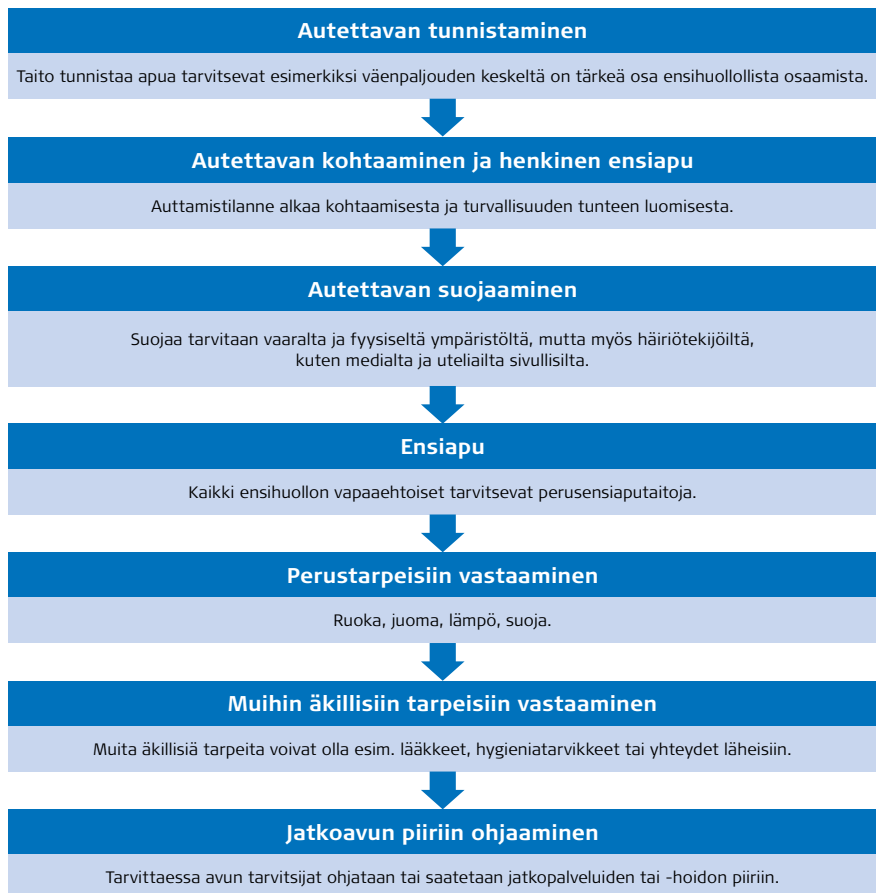 Autettavan tunnistaminen
Taito tunnistaa apua tarvitsevat esimerkiksi väenpaljouden keskeltä on tärkeä osa ensihuollollista osaamista.
Autettavan kohtaaminen ja henkinen ensiapu
Auttamistilanne alkaa kohtaamisesta ja turvallisuuden tunteen luomisesta.
Autettavan suojaaminen
Suojaa tarvitaan vaaralta ja fyysiseltä ympäristöltä, mutta myös häiriötekijöiltä,
kuten medialta ja uteliailta sivullisilta.
Ensiapu
Kaikki ensihuollon vapaaehtoiset tarvitsevat perusensiaputaitoja.
Perustarpeisiin vastaaminen
Ruoka, juoma, lämpö, suoja.
Muihin äkillisiin tarpeisiin vastaaminen
Muita äkillisiä tarpeita voivat olla esim. lääkkeet, hygieniatarvikkeet tai yhteydet läheisiin.
Jatkoavun piiriin ohjaaminen
Tarvittaessa avun tarvitsijat ohjataan tai saatetaan jatkopalveluiden tai -hoidon piiriin.